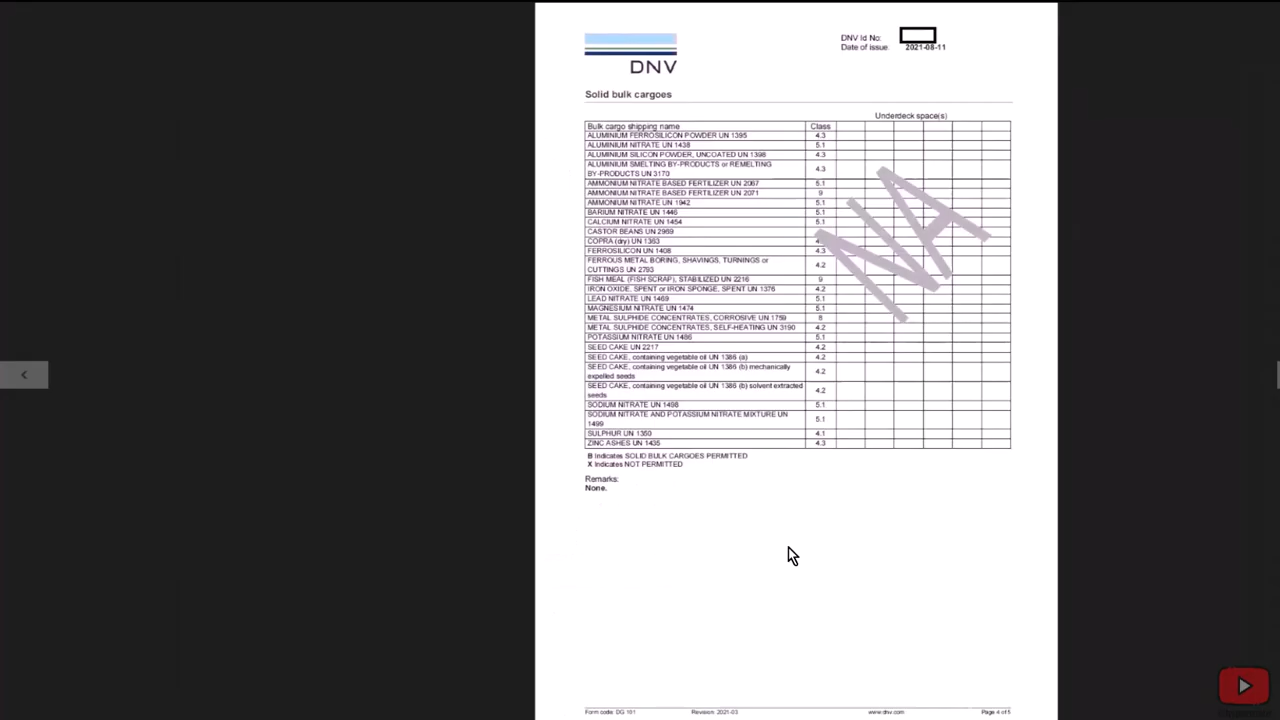 DNV Id No:
Date of issue: 2021-08-11
DNV
Solid bulk cargoes
Underdeck space(s)
Bulk cargo shipping name Class
ALUMINIUM FERROSILICON POWDER UN 1395 4.3
ALUMINIUM NITRATE UN 1438 5.1
ALUMINIUM SILICON POWDER, UNCOATED UN 1398 4.3
ALUMINIUM SMELTING BY-PRODUCTS or REMELTING
BY-PRODUCTS UN 3170 4.3
AMMONIUM NITRATE BASED FERTILIZER UN 2067 5.1
AMMONIUM NITRATE BASED FERTILIZER UN 2071 9
AMMONIUM NITRATE UN 1942 5.1
BARIUM NITRATE UN 1446 5.1
CALCIUM NITRATE UN 1454 5.1
CASTOR BEANS UN 2969
COPRA (dry) UN 1363
FERROSILICON UN 1408 4.3
FERROUS METAL BORING, SHAVINGS, TURNINGS or
CUTTINGS UN 2793 4.2
FISH MEAL (FISH SCRAP), STABILIZED UN 2216 9
IRON OXIDE, SPENT or IRON SPONGE, SPENT UN 1376 4.2
LEAD NITRATE UN 1469 5.1
MAGNESIUM NITRATE UN 1474 5.1
METAL SULPHIDE CONCENTRATES, CORROSIVE UN 1759 8
METAL SULPHIDE CONCENTRATES, SELF-HEATING UN 3190 4.2
POTASSIUM NITRATE UN 1486 5.1
SEED CAKE UN 2217 4.2
SEED CAKE, containing vegetable oil UN 1386 (a) 4.2
SEED CAKE, containing vegetable oil UN 1386 (b) mechanically
expelled seeds 4.2
SEED CAKE, containing vegetable oil UN 1386 (b) solvent extracted
seeds 4.2
SODIUM NITRATE UN 1498 5.1
SODIUM NITRATE AND POTASSIUM NITRATE MIXTURE UN
1499 5.1
SULPHUR UN 1350 4.1
ZINC ASHES UN 1435 4.3
N/A
B Indicates SOLID BULK CARGOES PERMITTED
X Indicates NOT PERMITTED
Remarks:
None.
Form code: DG 101 Revision: 2021-03 www.dnv.com Page 4 of 5